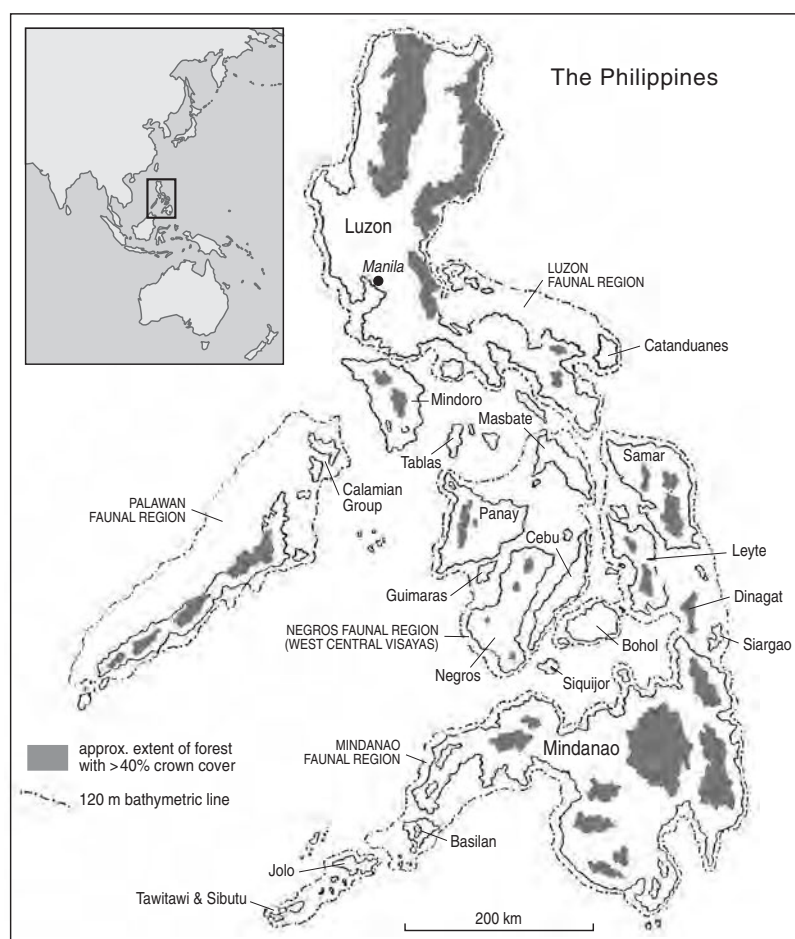 The Philippines
Luzon
Manila
LUZON
FAUNAL REGION
Catanduanes
Mindoro
Masbate
Samar
Tablas
Calamian
Group
PALAWAN
FAUNAL REGION
Panay
Cebu
Leyte
Guimaras
Dinagat
NEGROS FAUNAL REGION
(WEST CENTRAL VISAYAS)
Bohol
Siargao
Negros
Siquijor
approx. extent of forest
with >40% crown cover
MINDANAO
FAUNAL REGION
Mindanao
120 m bathymetric line
Basilan
Jolo
Tawitawi & Sibutu
200 km